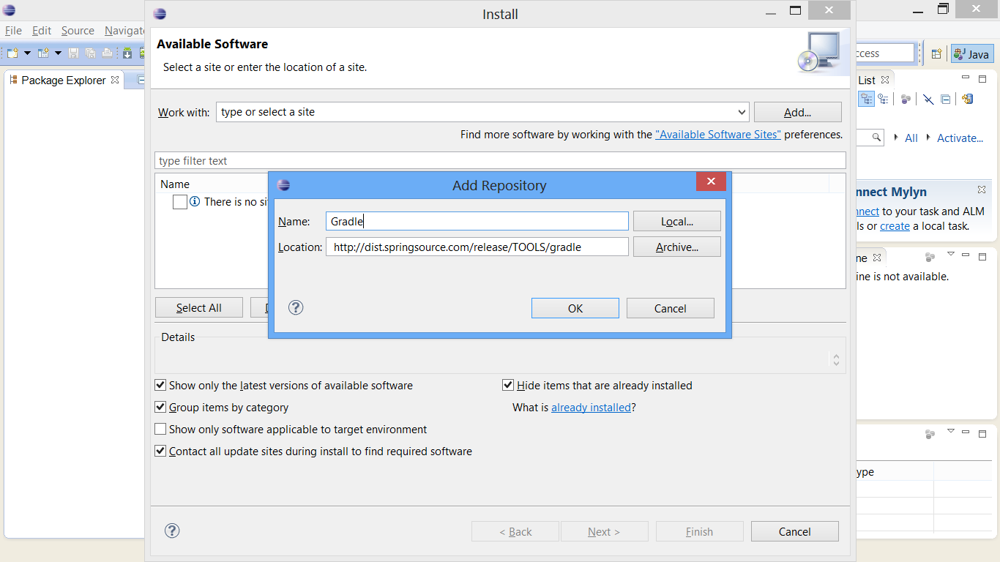 Install
File Edit Source Navigate
Available Software
Select a site or enter the location of a site.
ccess
Java
Package Explorer
List
Work with: type or select a site Add...
Find more software by working with the "Available Software Sites" preferences.
All Activate...
type filter text
Name
There is no si
Add Repository
Name: Gradle Local...
Location: http://dist.springsource.com/release/TOOLS/gradle Archive...
? OK Cancel
nnect Mylyn
nnect to your task and ALM
ls or create a local task.
ne
ine is not available.
Select All D
Details
Show only the latest versions of available software
Hide items that are already installed
Group items by category
What is already installed?
Show only software applicable to target environment
Contact all update sites during install to find required software
ype
? < Back Next > Finish Cancel